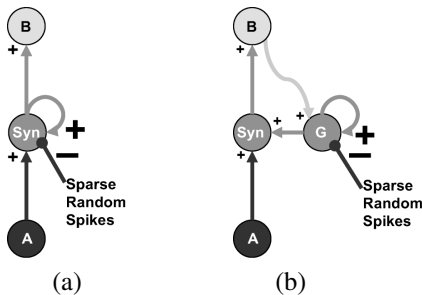 B
+
Syn
+
+
−
Sparse
Random
Spikes
A
(a)
B
+
+
+
Syn
G
+
+
−
Sparse
Random
Spikes
A
(b)